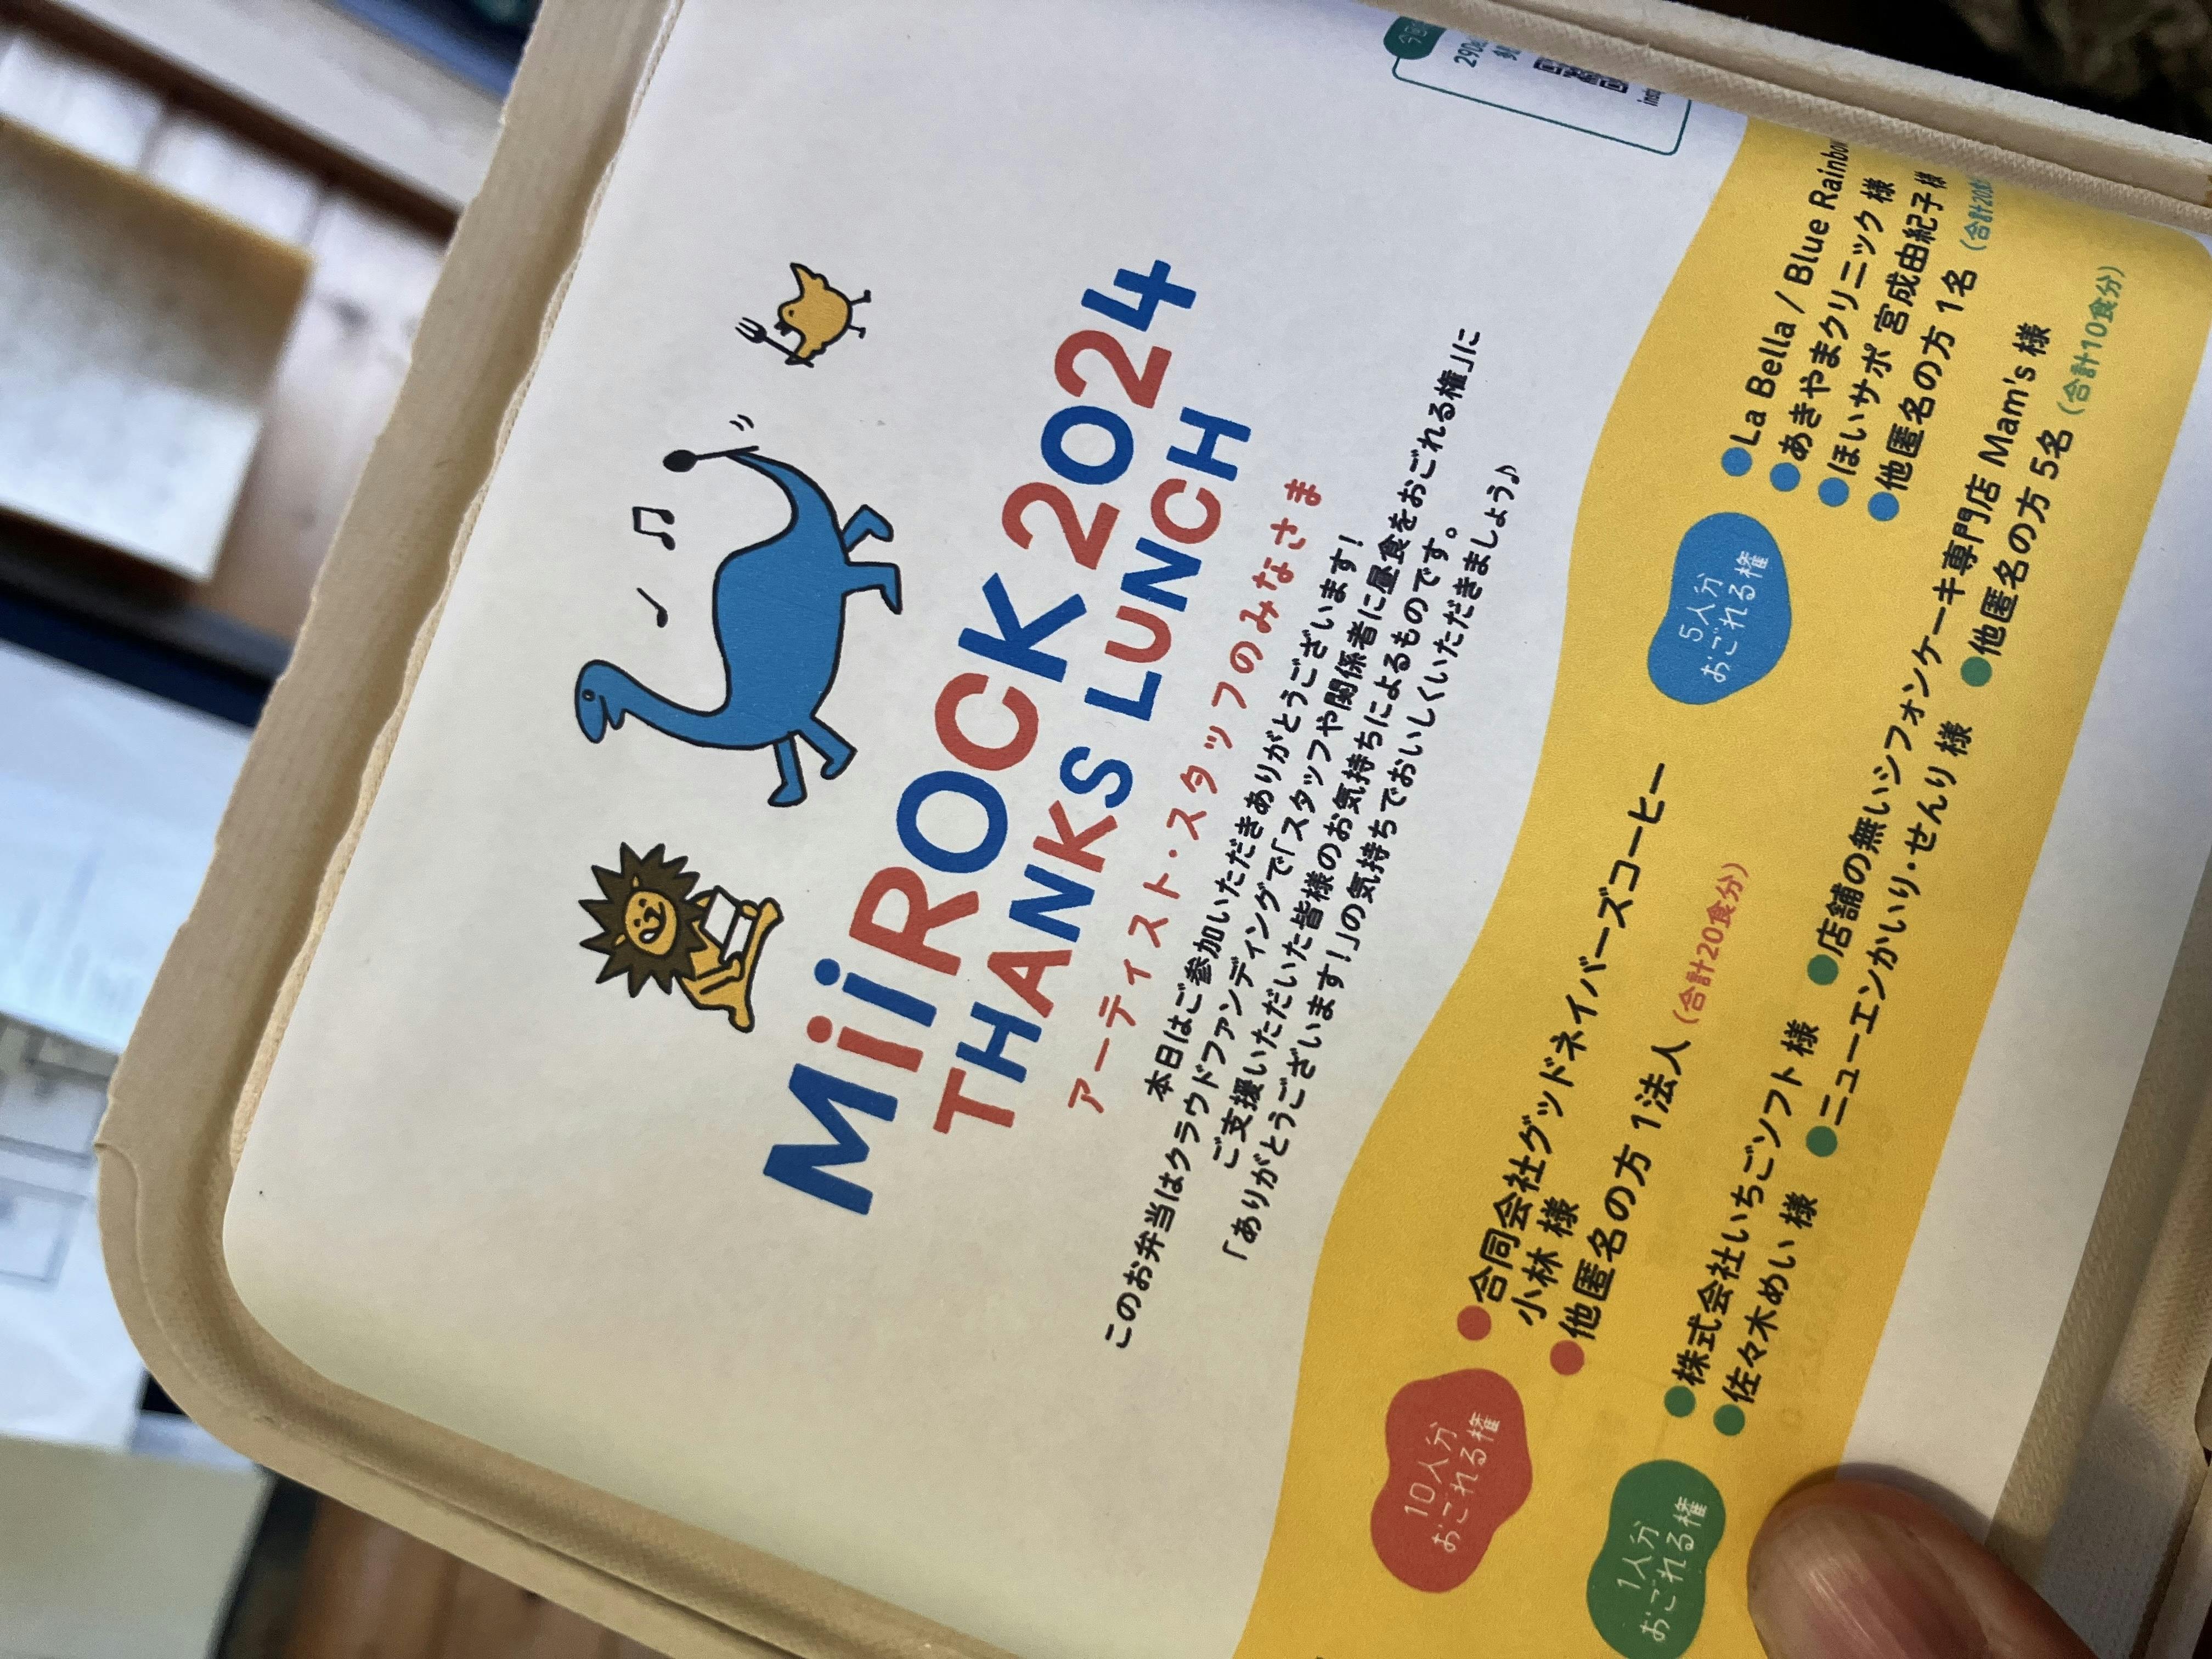 MiiROCK 2024
THANKS LUNCH
アーティスト・スタッフのみなさま
本日はご参加いただきありがとうございます!
このお弁当はクラウドファンディングで「スタッフや関係者に昼食をおごれる権」に
ご支援いただいた皆様のお気持ちによるものです。
「ありがとうございます!」の気持ちでおいしくいただきましょう♪
10人分
おごれる権
●合同会社グッドネイバーズコーヒー
小林 様
●他匿名の方 1法人 (合計20食分)
5人分
おごれる権
●La Bella / Blue
●あきやまクリニック 様
●ほいサポ 宮成由紀子 様
●他匿名の方 1名
1人分
おごれる権
●株式会社いちごソフト 様 ●店舗の無いシフォンケーキ専門店 Mam's 様
●佐々木めい 様 ●ニューエンかいり・せんり 様 ●他匿名の方 5名 (合計10食分)